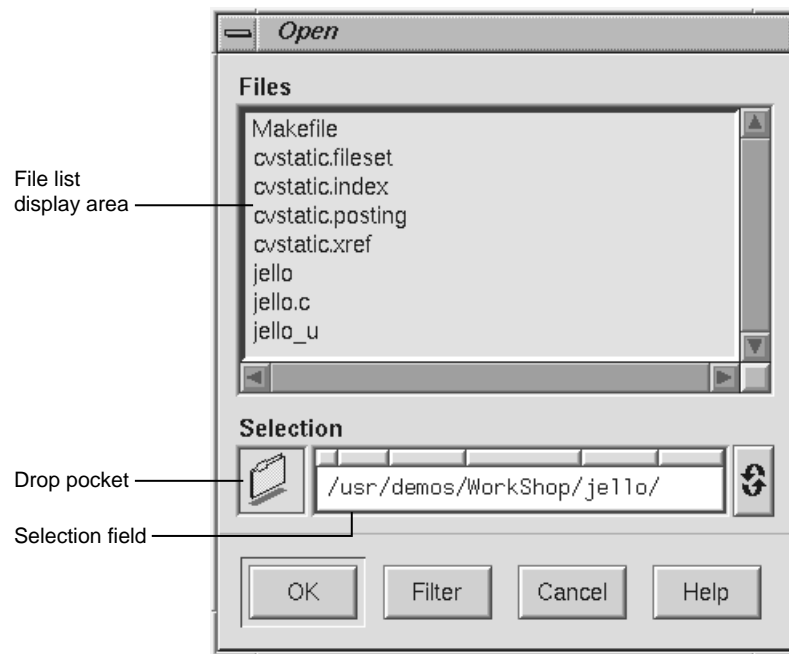 Open
Files
Makefile
cvstatic.fileset
cvstatic.index
cvstatic.posting
cvstatic.xref
jello
jello.c
jello_u
File list
display area
Selection
Drop pocket
/usr/demos/WorkShop/jello/
Selection field
OK Filter Cancel Help